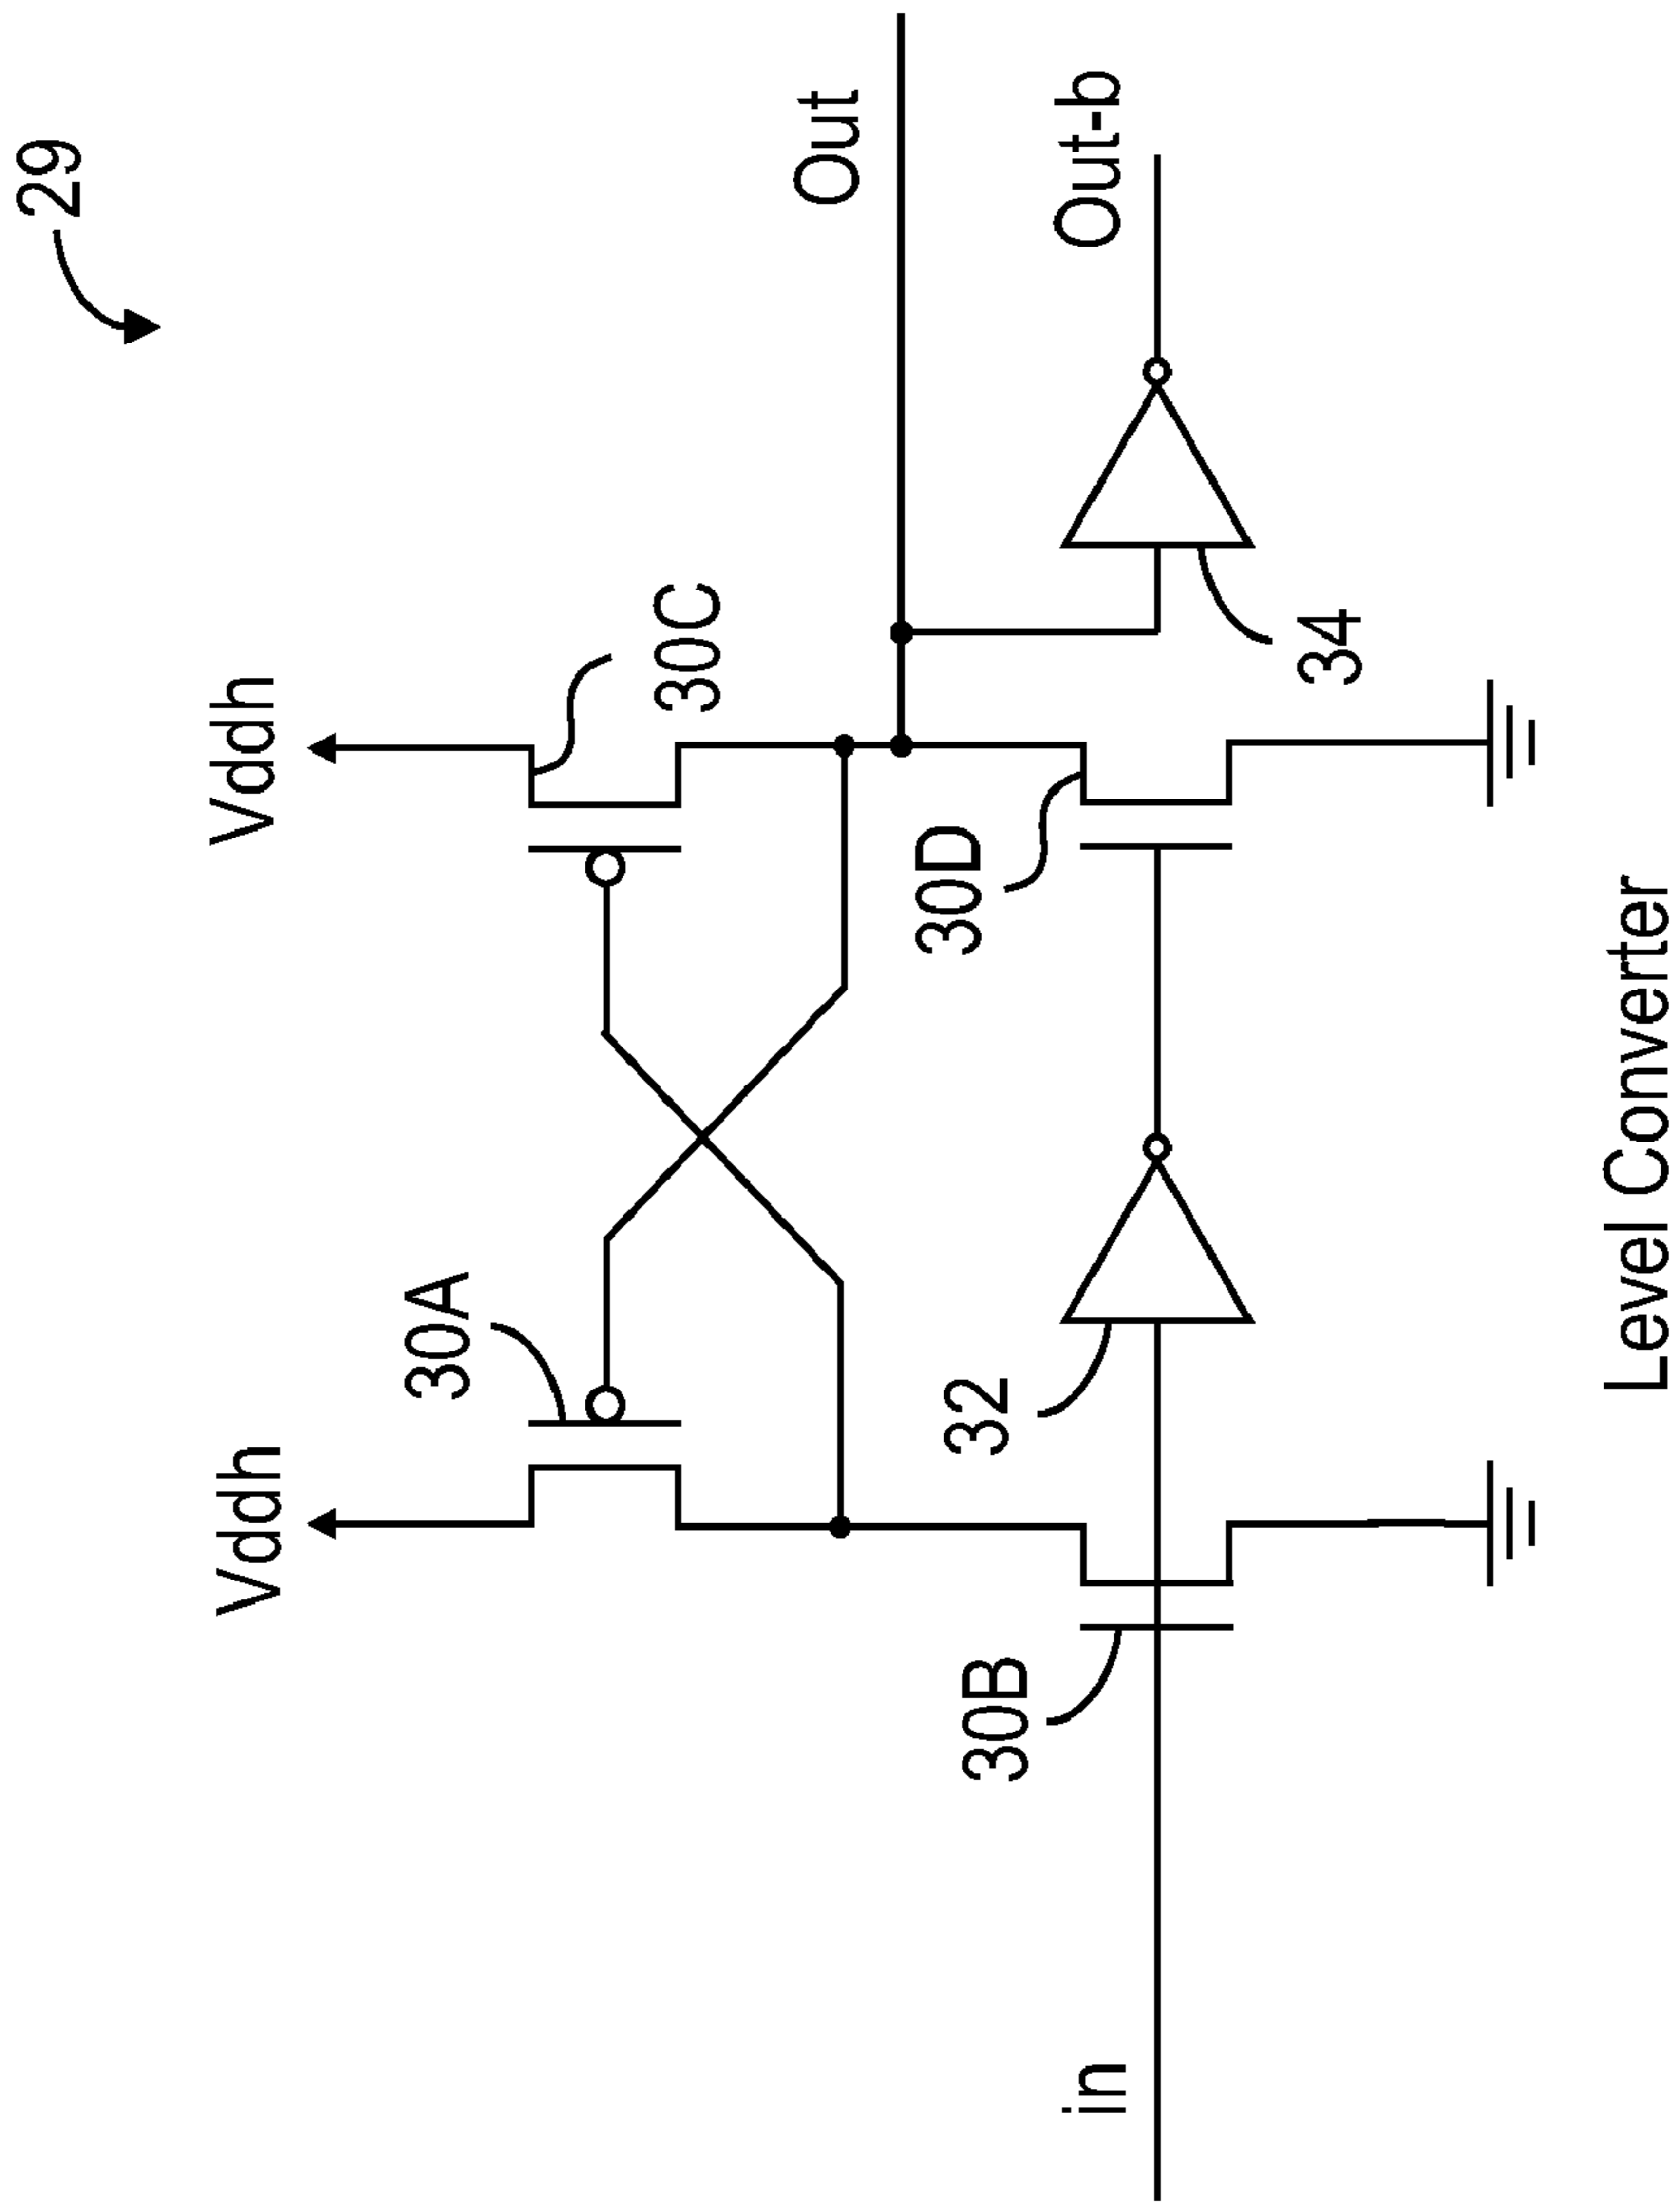 29
Vddh
Vddh
30A
30C
Out
30B
32
30D
Out-b
in
34
Level Converter